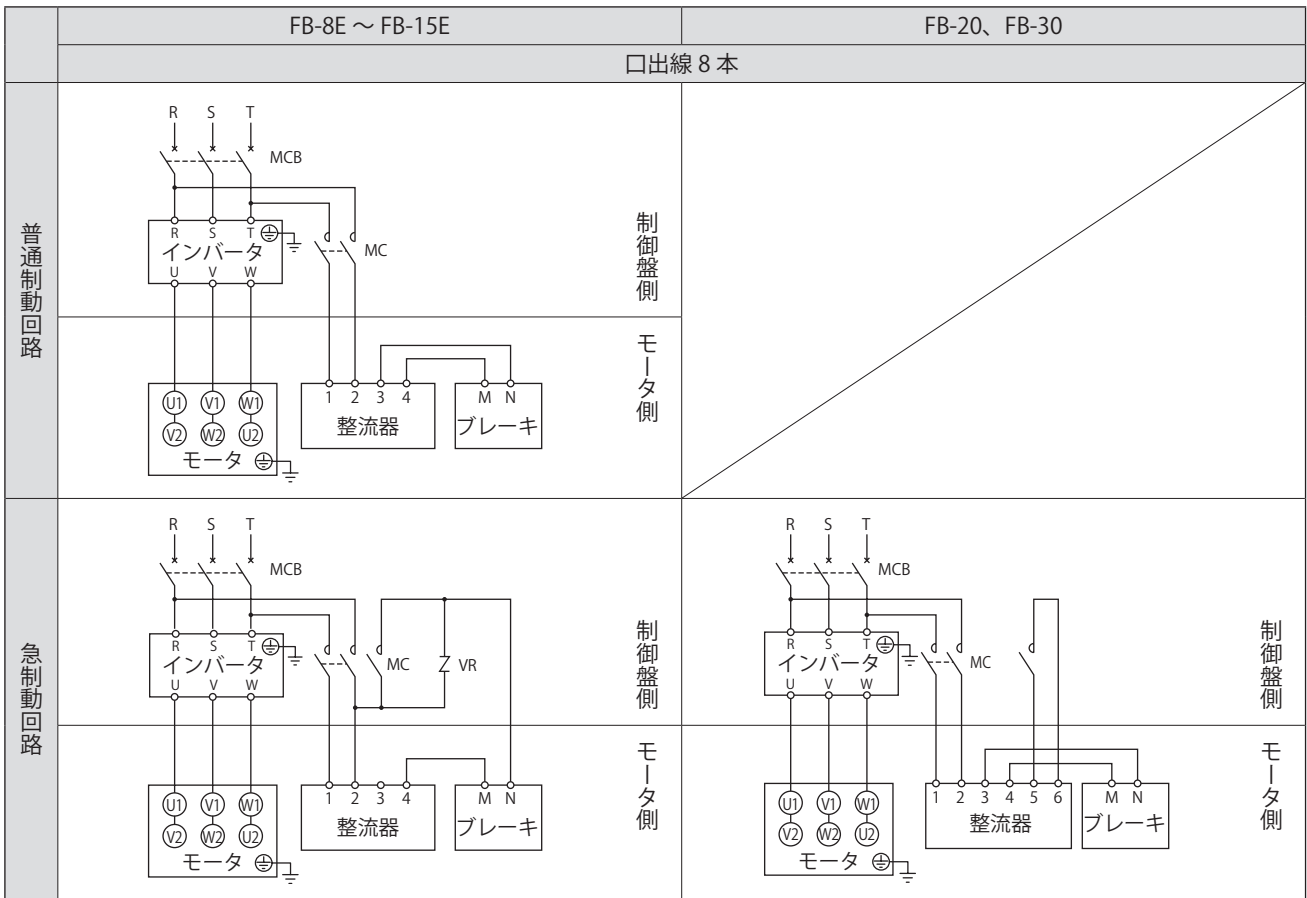 FB-8E ～ FB-15E
FB-20、FB-30
口出線 8 本
普通制動回路
R S T
MCB
R S T
インバータ
U V W
MC
制御盤側
モータ側
U1 V1 W1
V2 W2 U2
モータ
1 2 3 4
整流器
M N
ブレーキ
急制動回路
R S T
MCB
R S T
インバータ
U V W
MC
VR
制御盤側
モータ側
U1 V1 W1
V2 W2 U2
モータ
1 2 3 4
整流器
M N
ブレーキ
R S T
MCB
R S T
インバータ
U V W
MC
制御盤側
モータ側
U1 V1 W1
V2 W2 U2
モータ
1 2 3 4 5 6
整流器
M N
ブレーキ